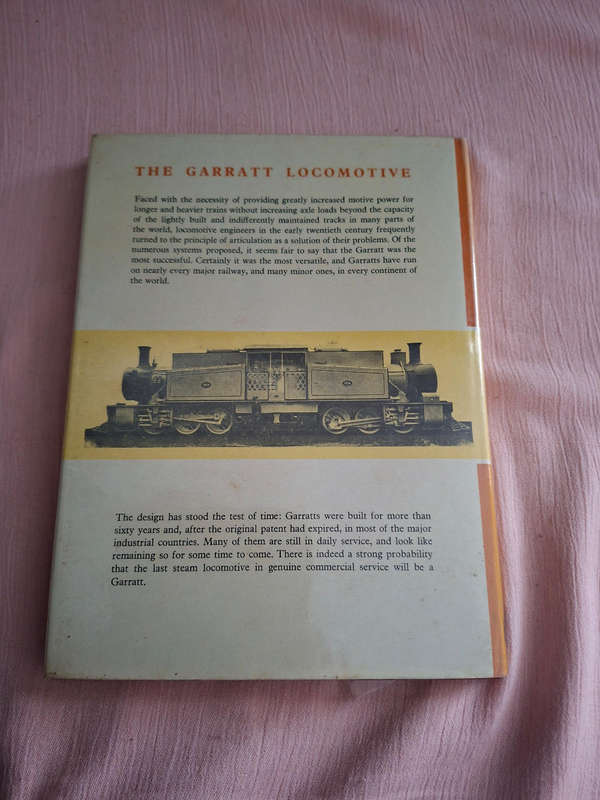 THE GARRATT LOCOMOTIVE
Faced with the necessity of providing greatly increased motive power for
longer and heavier trains without increasing axle loads beyond the capacity
of the lightly built and indifferently maintained tracks in many parts of
the world, locomotive engineers in the early twentieth century frequently
turned to the principle of articulation as a solution of their problems. Of the
numerous systems proposed, it seems fair to say that the Garratt was the
most successful. Certainly it was the most versatile, and Garratts have run
on nearly every major railway, and many minor ones, in every continent of
the world.
The design has stood the test of time: Garratts were built for more than
sixty years and, after the original patent had expired, in most of the major
industrial countries. Many of them are still in daily service, and look like
remaining so for some time to come. There is indeed a strong probability
that the last steam locomotive in genuine commercial service will be a
Garratt.